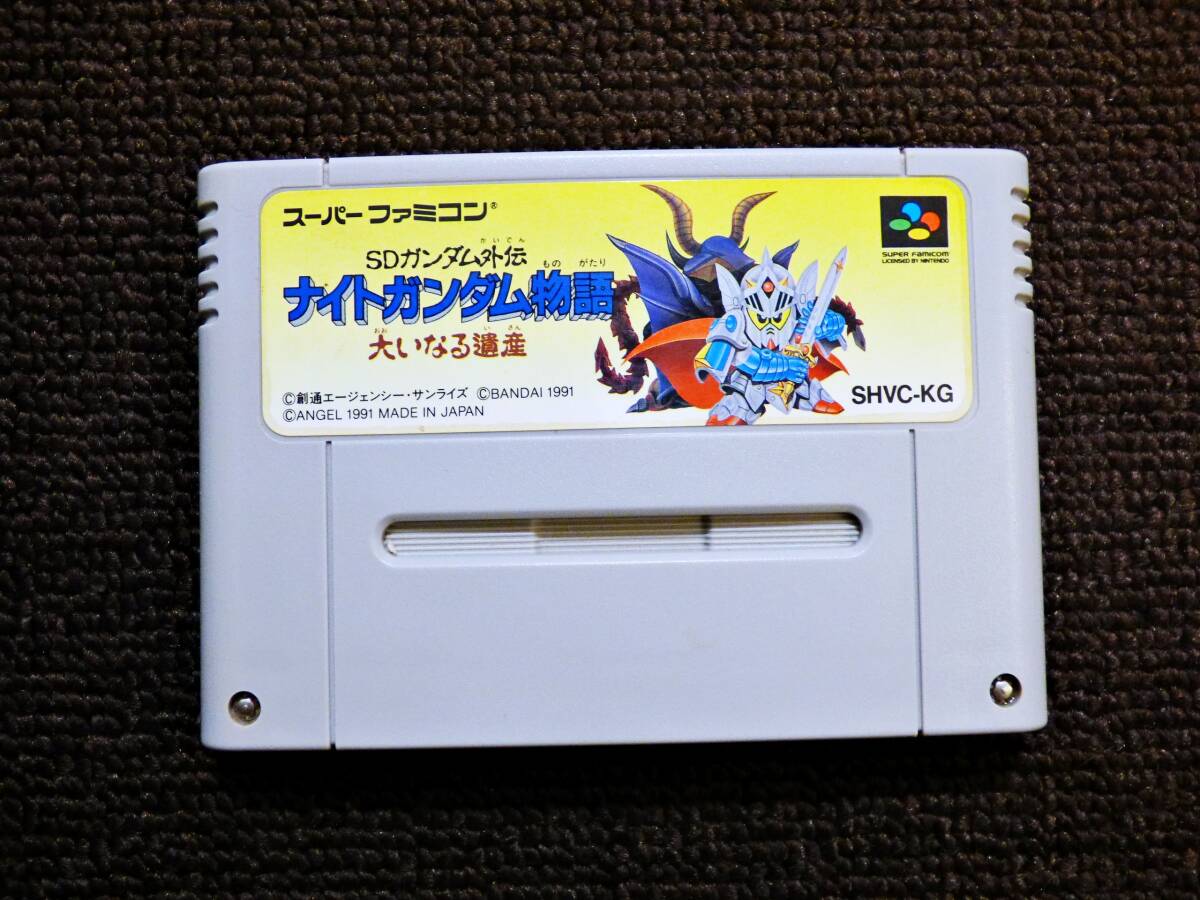 スーパーファミコン®
かいでん
SDガンダム外伝
もの がたり
ナイトガンダム物語
おお い さん
大いなる遺産
©創通エージェンシー・サンライズ ©BANDAI 1991
©ANGEL 1991 MADE IN JAPAN
SUPER FAMICOM
LICENSED BY NINTENDO
SHVC-KG